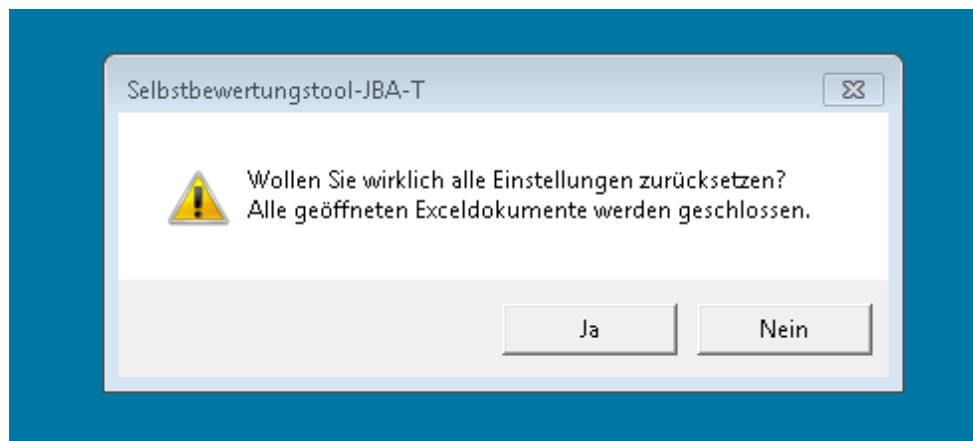 Selbstbewertungstool-JBA-T
Wollen Sie wirklich alle Einstellungen zurücksetzen?
Alle geöffneten Exceldokumente werden geschlossen.
Ja
Nein